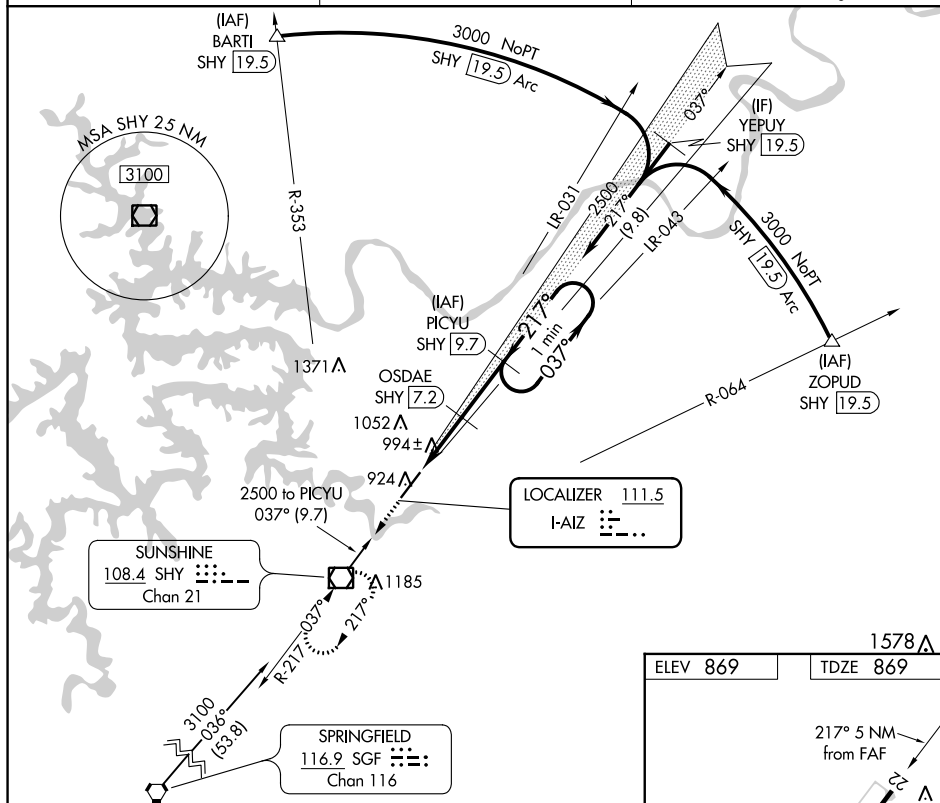 (IAF)
BARTI
SHY 19.5
3000 NoPT
SHY 19.5 Arc
037°
(IF)
YEPUY
SHY 19.5
MSA SHY 25 NM
3100
R-353
LR-031
2500
217°
(9.8)
LR-043
3000 NoPT
SHY 19.5 Arc
(IAF)
PICYU
SHY 9.7
217°
1 min
037°
(IAF)
ZOPUD
SHY 19.5
R-064
1371
OSDAE
SHY 7.2
1052
994±
924
2500 to PICYU
037° (9.7)
LOCALIZER 111.5
I-AIZ
SUNSHINE
108.4 SHY
Chan 21
1185
037°
217°
R-217
3100
036°
(53.8)
SPRINGFIELD
116.9 SGF
Chan 116
1578
ELEV 869
TDZE 869
217° 5 NM
from FAF
22